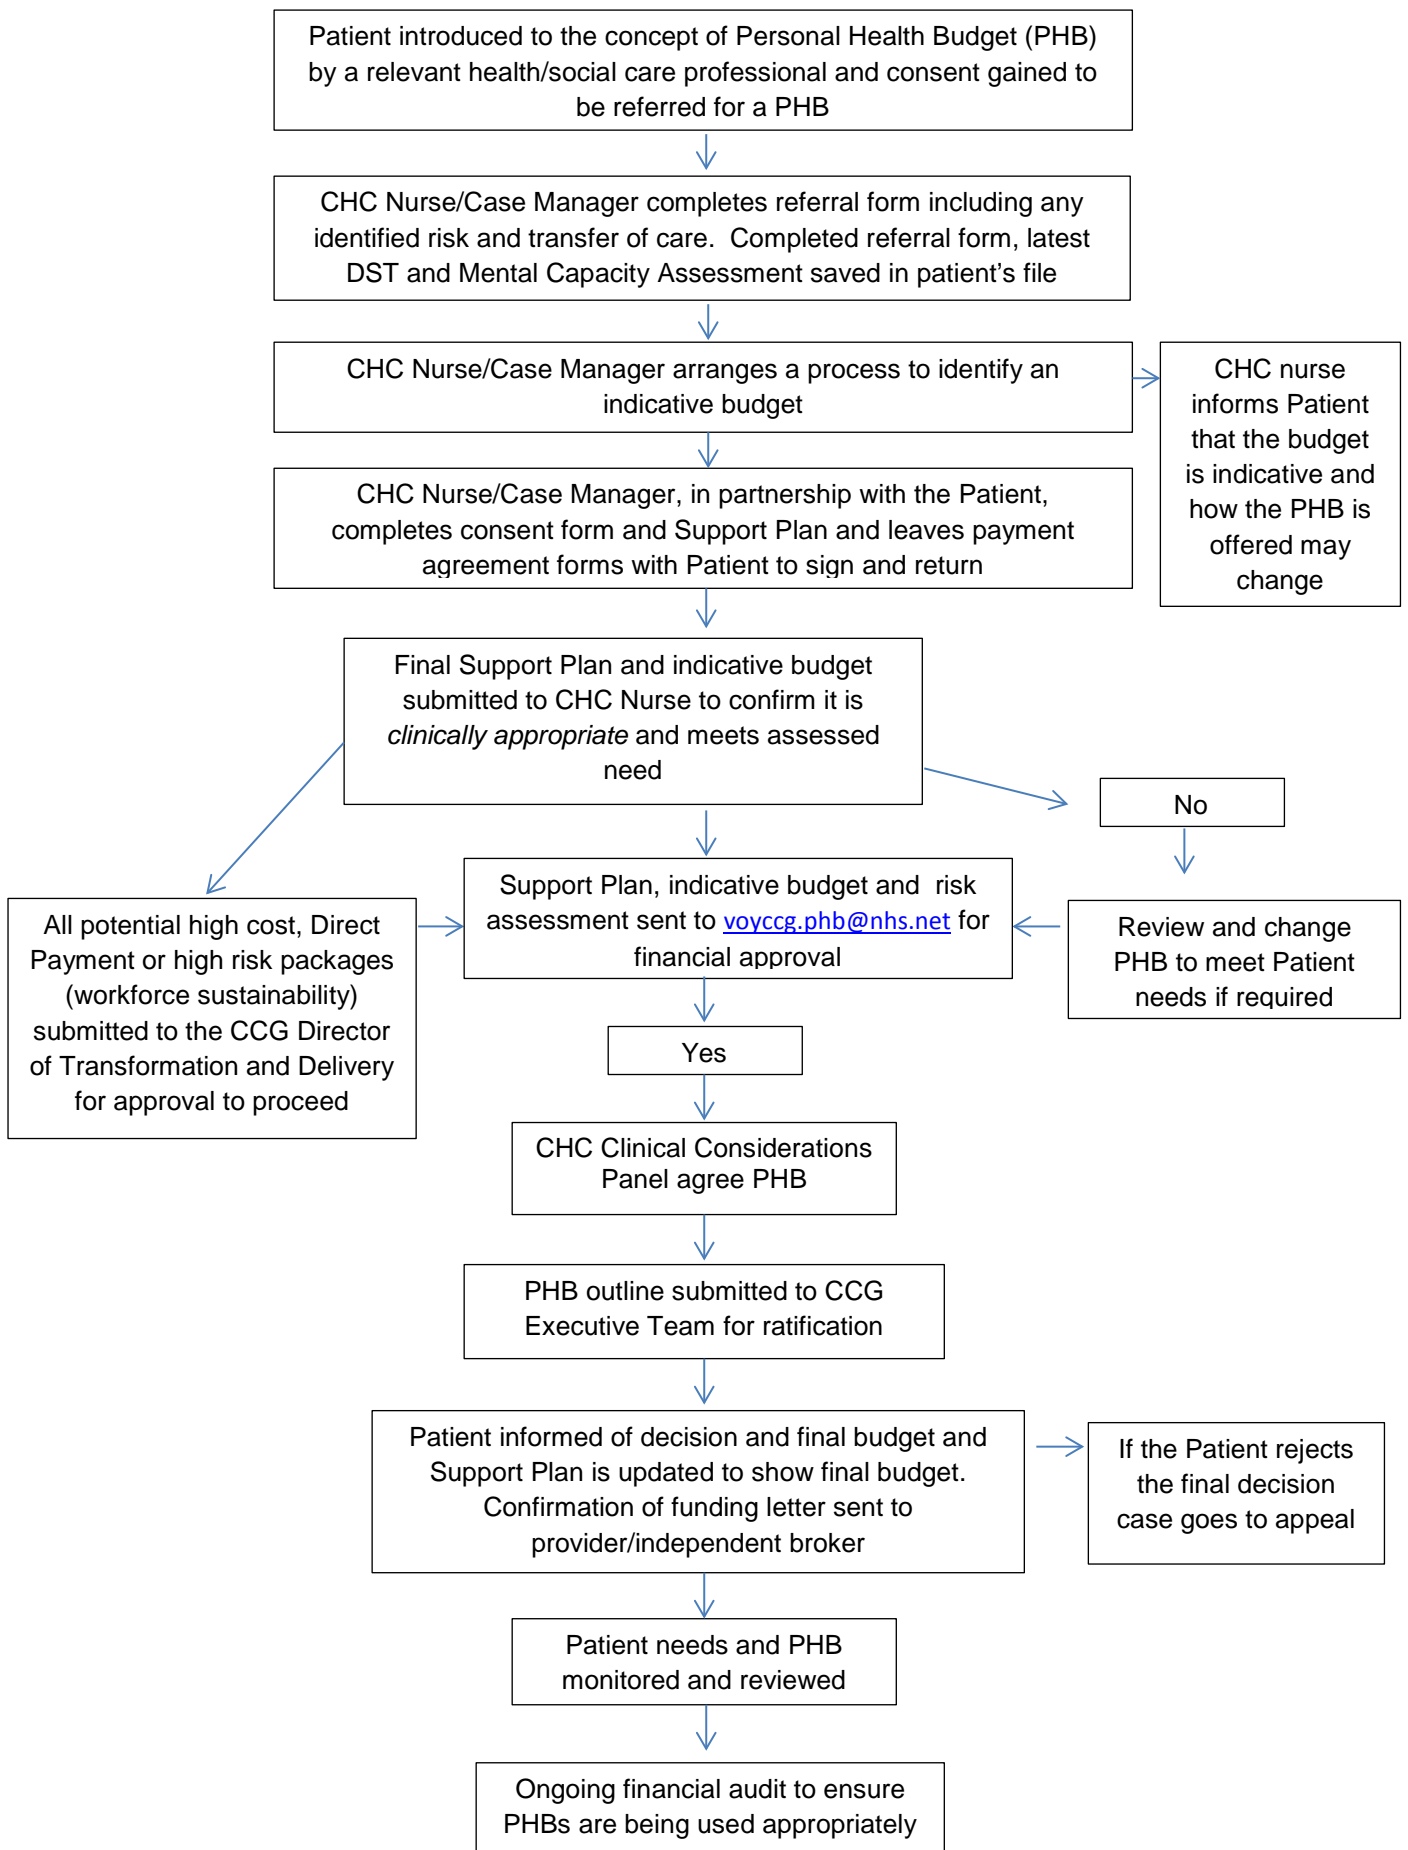 Patient introduced to the concept of Personal Health Budget (PHB)
by a relevant health/social care professional and consent gained to
be referred for a PHB
CHC Nurse/Case Manager completes referral form including any
identified risk and transfer of care.  Completed referral form, latest
DST and Mental Capacity Assessment saved in patient's file
CHC Nurse/Case Manager arranges a process to identify an
indicative budget
CHC nurse
informs Patient
that the budget
is indicative and
how the PHB is
offered may
change
CHC Nurse/Case Manager, in partnership with the Patient,
completes consent form and Support Plan and leaves payment
agreement forms with Patient to sign and return
Final Support Plan and indicative budget
submitted to CHC Nurse to confirm it is
clinically appropriate and meets assessed
need
No
Support Plan, indicative budget and  risk
assessment sent to voyccg.phb@nhs.net for
financial approval
All potential high cost, Direct
Payment or high risk packages
(workforce sustainability)
submitted to the CCG Director
of Transformation and Delivery
for approval to proceed
Review and change
PHB to meet Patient
needs if required
Yes
CHC Clinical Considerations
Panel agree PHB
PHB outline submitted to CCG
Executive Team for ratification
Patient informed of decision and final budget and
Support Plan is updated to show final budget.
Confirmation of funding letter sent to
provider/independent broker
If the Patient rejects
the final decision
case goes to appeal
Patient needs and PHB
monitored and reviewed
Ongoing financial audit to ensure
PHBs are being used appropriately